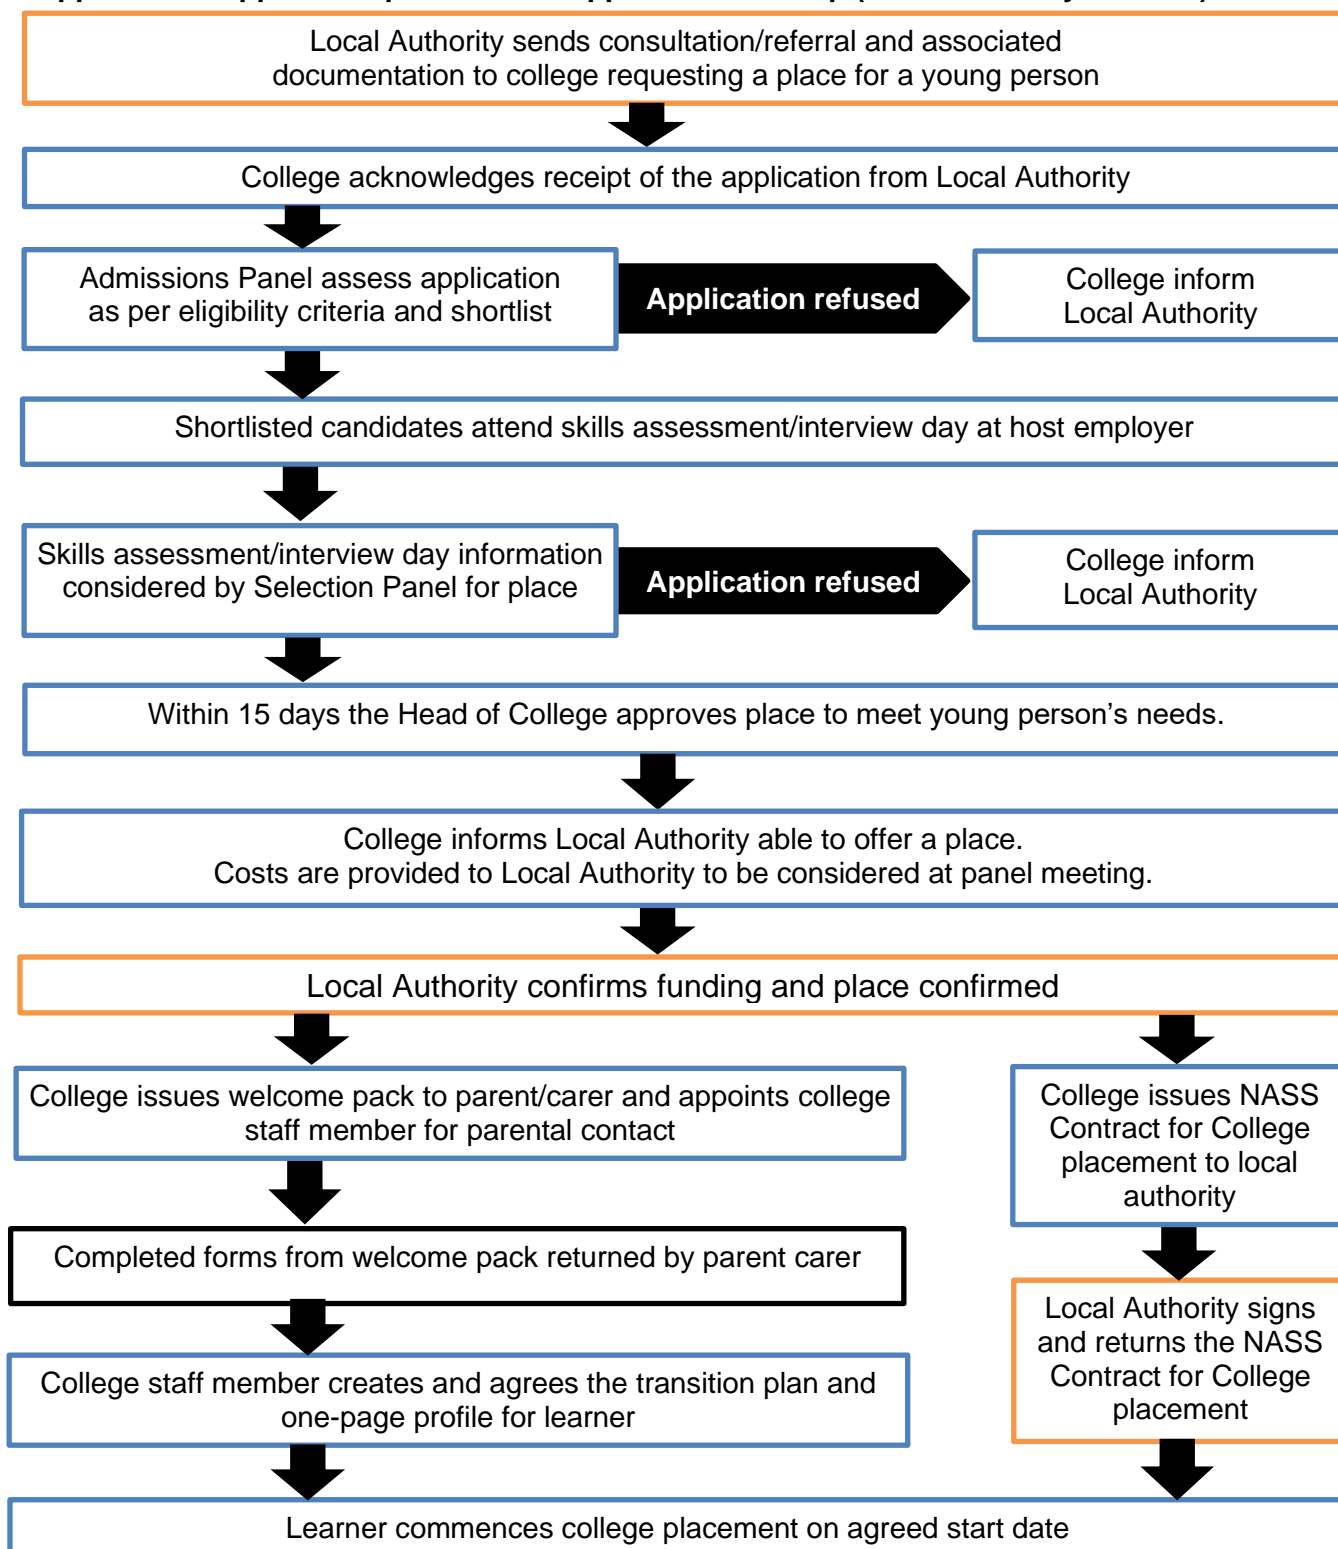 Local Authority sends consultation/referral and associated
documentation to college requesting a place for a young person
College acknowledges receipt of the application from Local Authority
Admissions Panel assess application
as per eligibility criteria and shortlist
Application refused
College inform
Local Authority
Shortlisted candidates attend skills assessment/interview day at host employer
Skills assessment/interview day information
considered by Selection Panel for place
Application refused
College inform
Local Authority
Within 15 days the Head of College approves place to meet young person’s needs.
College informs Local Authority able to offer a place.
Costs are provided to Local Authority to be considered at panel meeting.
Local Authority confirms funding and place confirmed
College issues welcome pack to parent/carer and appoints college
staff member for parental contact
College issues NASS
Contract for College
placement to local
authority
Completed forms from welcome pack returned by parent carer
Local Authority signs
and returns the NASS
Contract for College
placement
College staff member creates and agrees the transition plan and
one-page profile for learner
Learner commences college placement on agreed start date